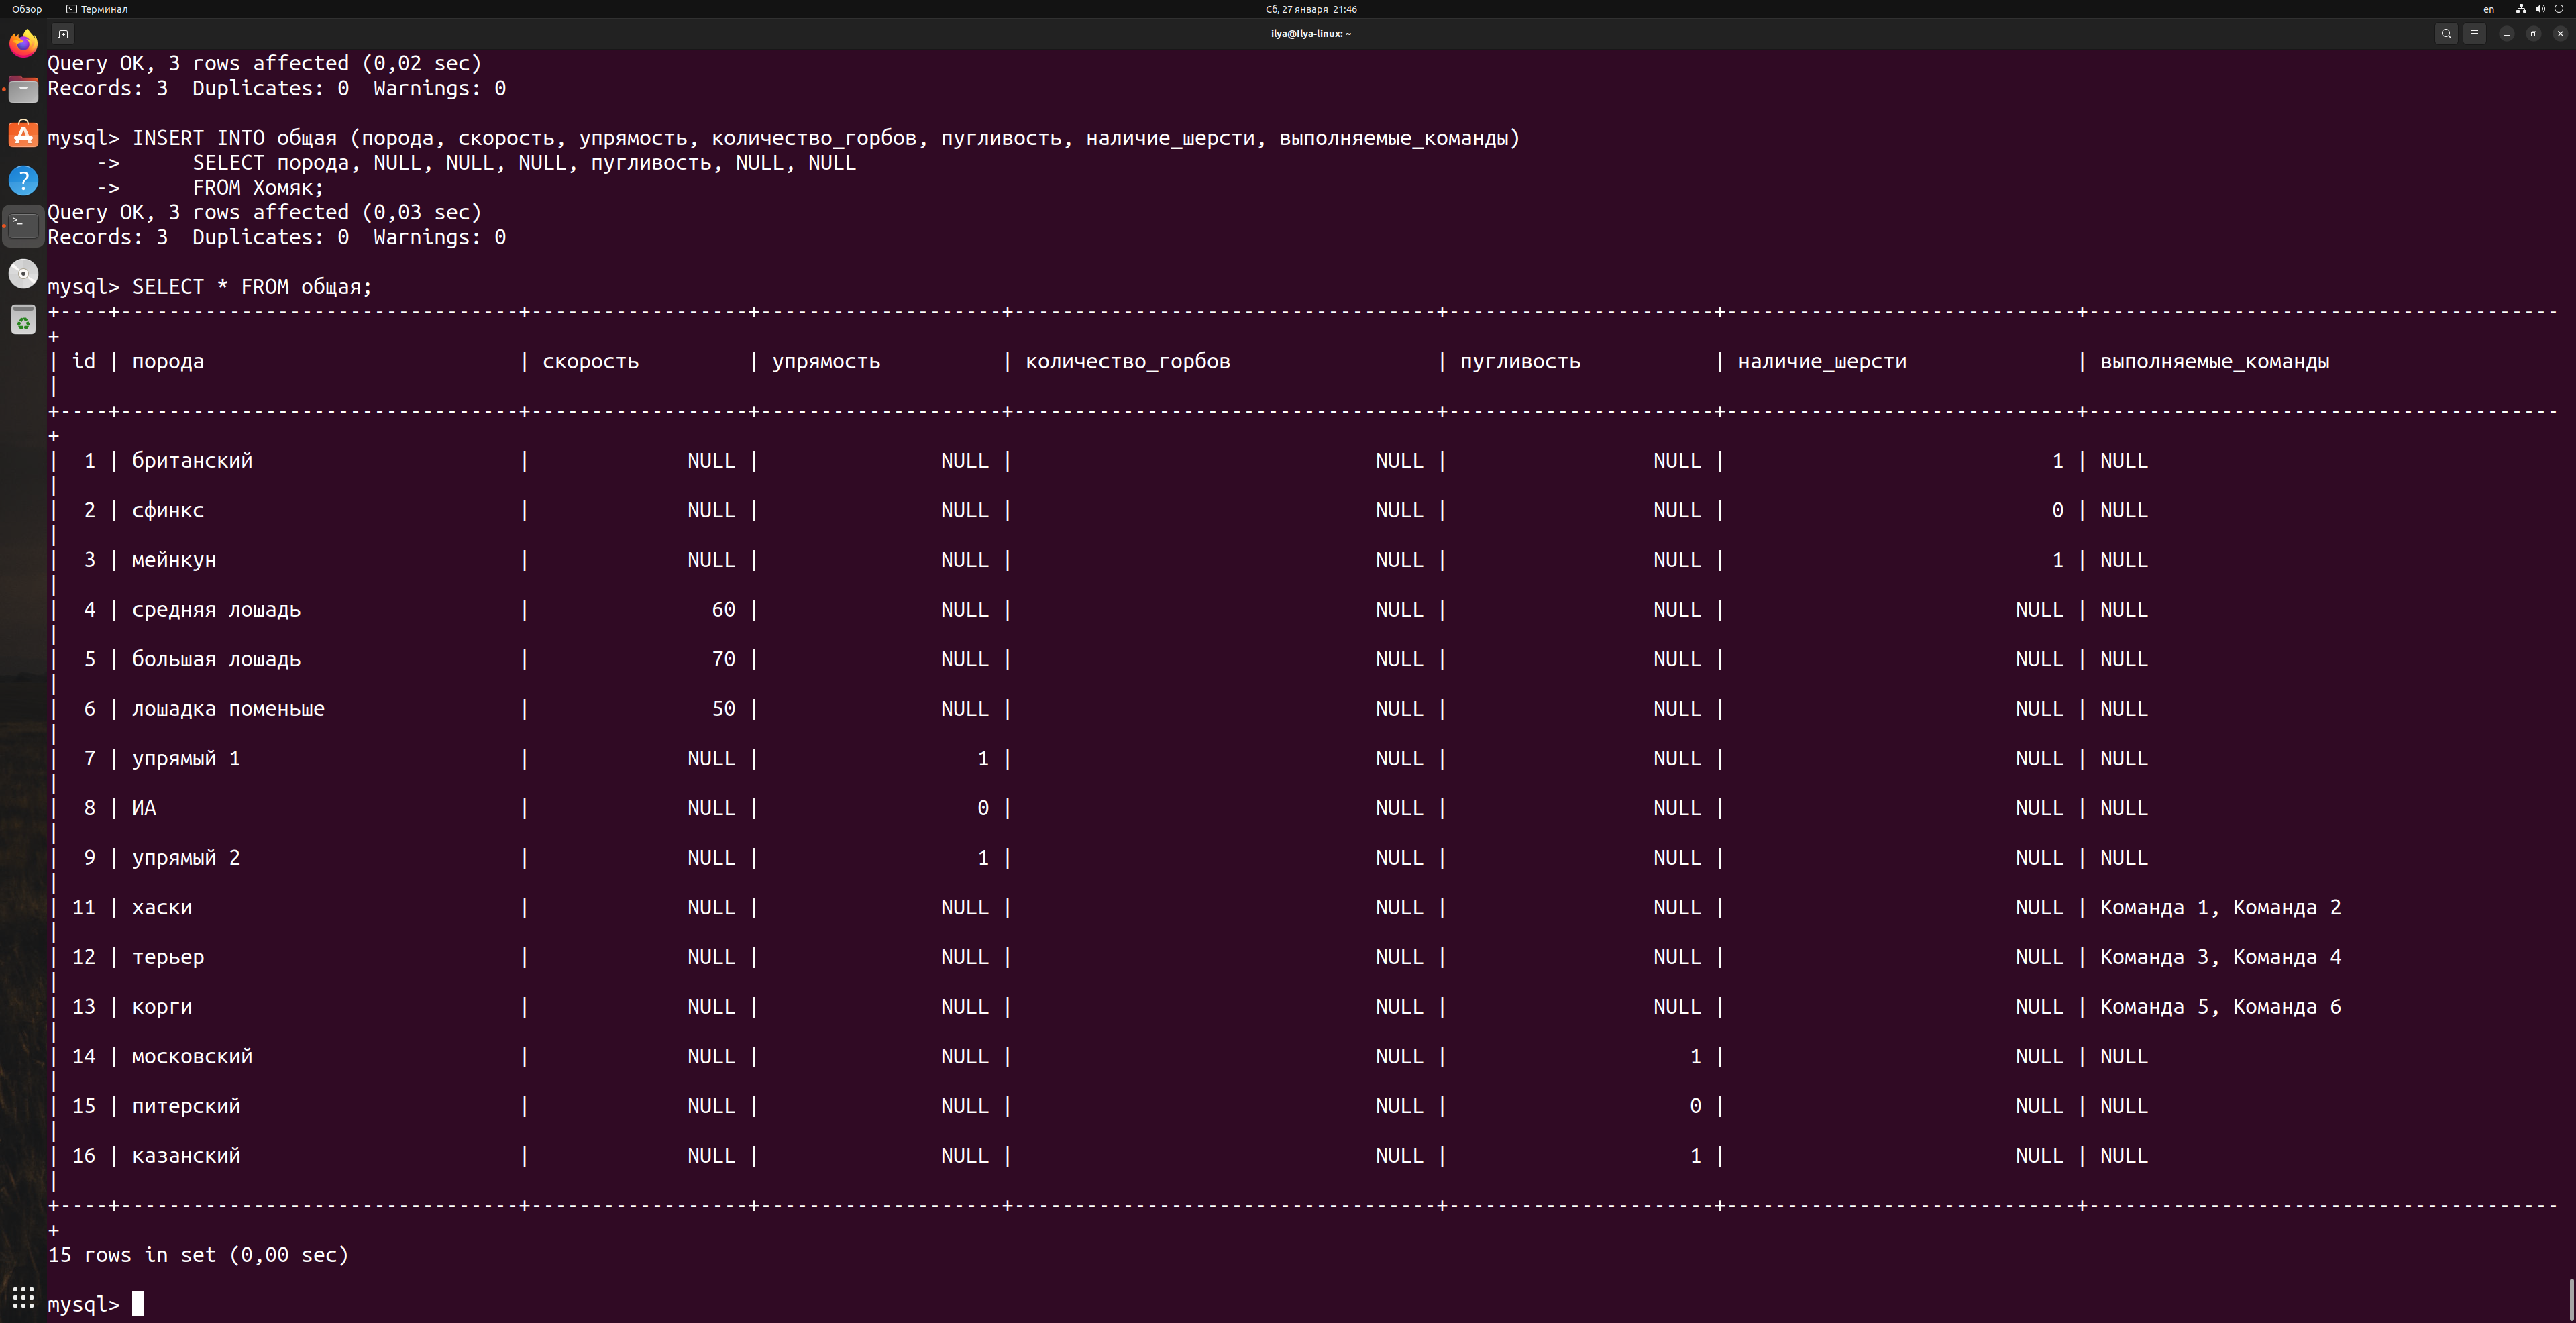 Обзор Терминал Сб, 27 января 21:46 en
ilya@Ilya-linux: ~
Query OK, 3 rows affected (0,02 sec)
Records: 3  Duplicates: 0  Warnings: 0
mysql> INSERT INTO общая (порода, скорость, упрямость, количество_горбов, пугливость, наличие_шерсти, выполняемые_команды)
    ->      SELECT порода, NULL, NULL, NULL, пугливость, NULL, NULL
    ->      FROM Хомяк;
Query OK, 3 rows affected (0,03 sec)
Records: 3  Duplicates: 0  Warnings: 0
mysql> SELECT * FROM общая;
| id | порода | скорость | упрямость | количество_горбов | пугливость | наличие_шерсти | выполняемые_команды
|
| 1 | британский | NULL | NULL | NULL | NULL | 1 | NULL
|
| 2 | сфинкс | NULL | NULL | NULL | NULL | 0 | NULL
|
| 3 | мейнкун | NULL | NULL | NULL | NULL | 1 | NULL
|
| 4 | средняя лошадь | 60 | NULL | NULL | NULL | NULL | NULL
|
| 5 | большая лошадь | 70 | NULL | NULL | NULL | NULL | NULL
|
| 6 | лошадка поменьше | 50 | NULL | NULL | NULL | NULL | NULL
|
| 7 | упрямый 1 | NULL | 1 | NULL | NULL | NULL | NULL
|
| 8 | ИА | NULL | 0 | NULL | NULL | NULL | NULL
|
| 9 | упрямый 2 | NULL | 1 | NULL | NULL | NULL | NULL
|
| 11 | хаски | NULL | NULL | NULL | NULL | NULL | Команда 1, Команда 2
|
| 12 | терьер | NULL | NULL | NULL | NULL | NULL | Команда 3, Команда 4
|
| 13 | корги | NULL | NULL | NULL | NULL | NULL | Команда 5, Команда 6
|
| 14 | московский | NULL | NULL | NULL | 1 | NULL | NULL
|
| 15 | питерский | NULL | NULL | NULL | 0 | NULL | NULL
|
| 16 | казанский | NULL | NULL | NULL | 1 | NULL | NULL
|
15 rows in set (0,00 sec)
mysql>